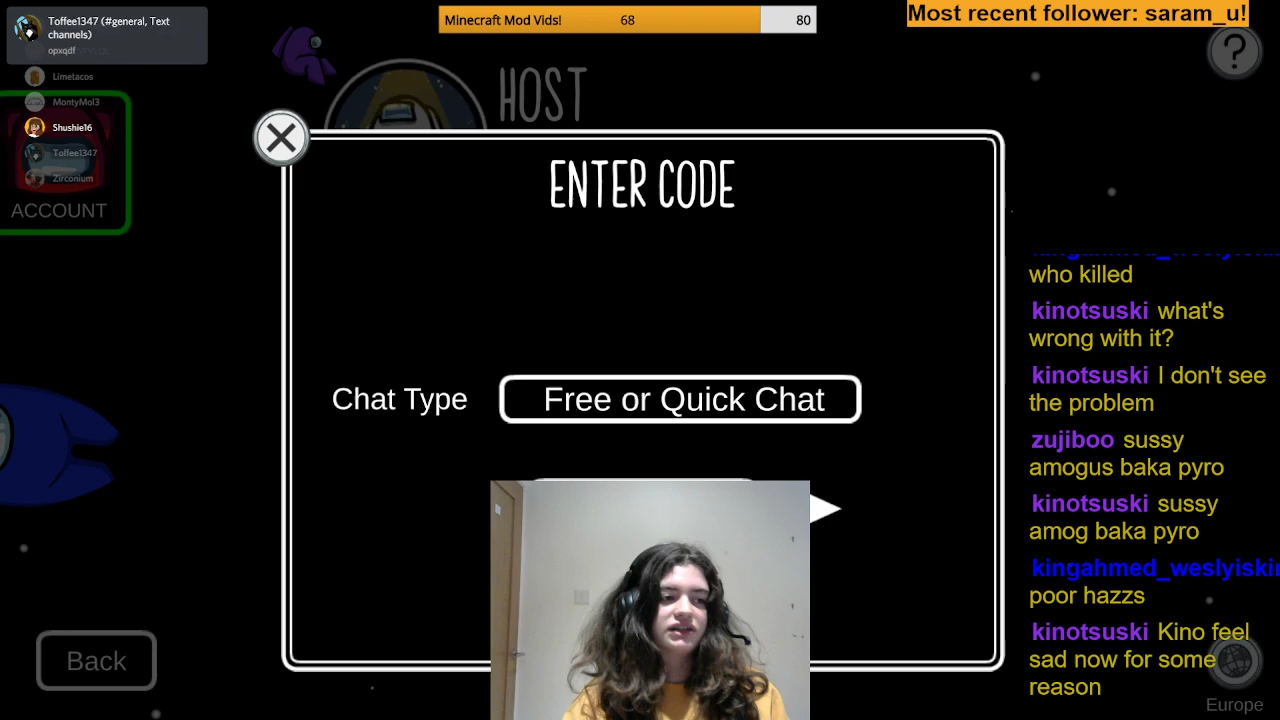 Toffee1347 (#general, Text
channels)
opxqdf
Limetacos
MontyMol3
Shushie16
Toffee1347
Zirconium
ACCOUNT
Minecraft Mod Vids! 68 80
Most recent follower: saram_u!
?
HOST
ENTER CODE
Chat Type Free or Quick Chat
who killed
kinotsuski what's
wrong with it?
kinotsuski I don't see
the problem
zujiboo sussy
amogus baka pyro
kinotsuski sussy
amog baka pyro
poor hazzs
kinotsuski Kino feel
sad now for some
reason
Back
Europe